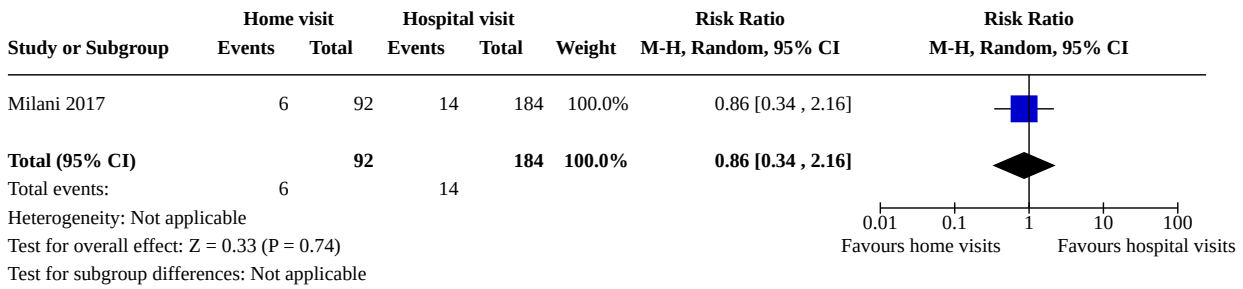 Home visit Hospital visit Risk Ratio Risk Ratio
Study or Subgroup Events Total Events Total Weight M-H, Random, 95% CI M-H, Random, 95% CI
Milani 2017 6 92 14 184 100.0% 0.86 [0.34 , 2.16]
Total (95% CI) 92 184 100.0% 0.86 [0.34 , 2.16]
Total events: 6 14
Heterogeneity: Not applicable
0.01 0.1 1 10 100
Test for overall effect: Z = 0.33 (P = 0.74) Favours home visits Favours hospital visits
Test for subgroup differences: Not applicable